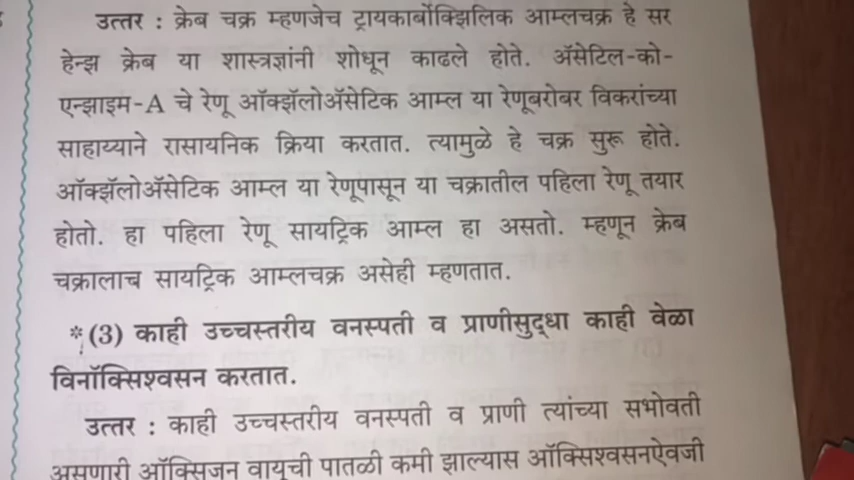 उत्तर : क्रेब चक्र म्हणजेच ट्रायकार्बोक्झिलिक आम्लचक्र हे सर
हेन्झ क्रेब या शास्त्रज्ञांनी शोधून काढले होते. ॲसेटिल-को-
एन्झाइम-A चे रेणू ऑक्झॅलोॲसेटिक आम्ल या रेणूबरोबर विकरांच्या
साहाय्याने रासायनिक क्रिया करतात. त्यामुळे हे चक्र सुरू होते.
ऑक्झॅलोॲसेटिक आम्ल या रेणूपासून या चक्रातील पहिला रेणू तयार
होतो. हा पहिला रेणू सायट्रिक आम्ल हा असतो. म्हणून क्रेब
चक्रालाच सायट्रिक आम्लचक्र असेही म्हणतात.
*(3) काही उच्चस्तरीय वनस्पती व प्राणीसुद्धा काही वेळा
विनॉक्सिश्वसन करतात.
उत्तर : काही उच्चस्तरीय वनस्पती व प्राणी त्यांच्या सभोवती
असणारी ऑक्सिजन वायूची पातळी कमी झाल्यास ऑक्सिश्वसनऐवजी